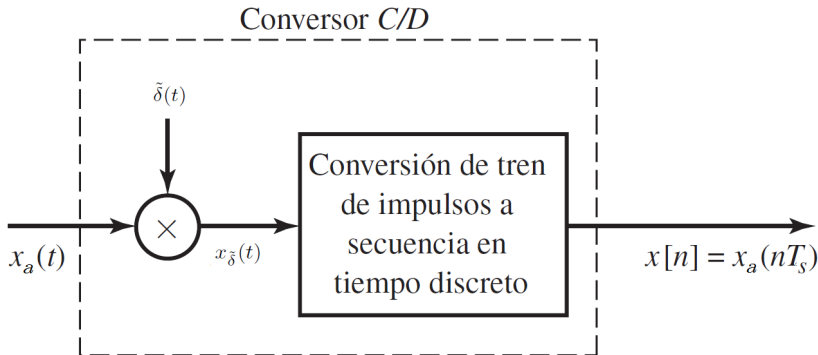 Conversor C/D
δ̃(t)
Conversión de tren
de impulsos a
secuencia en
tiempo discreto
×
x_a(t)
x_δ̃(t)
x[n] = x_a(nT_s)